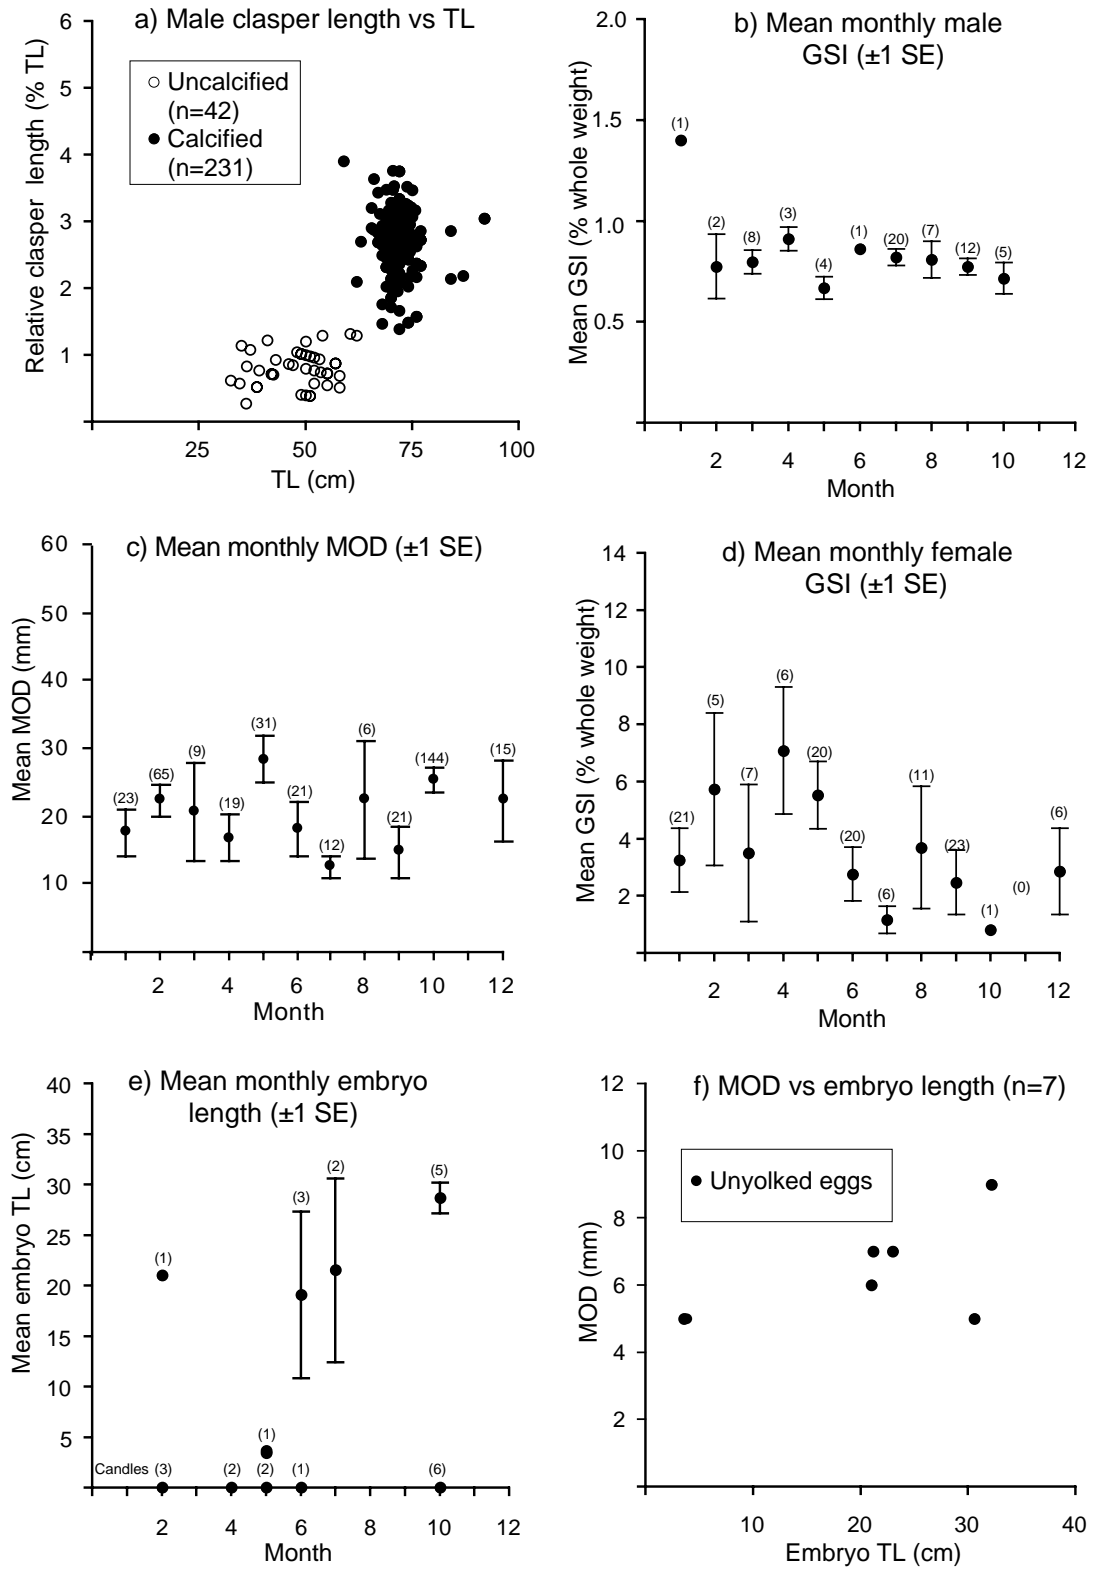 a) Male clasper length vs TL
Relative clasper length (% TL)
6
5
4
3
2
1
Uncalcified
(n=42)
Calcified
(n=231)
25 50 75 100
TL (cm)
b) Mean monthly male
GSI (±1 SE)
Mean GSI (% whole weight)
2.0
1.5
1.0
0.5
(1)
(2)
(8)
(3)
(4)
(1)
(20)
(7)
(12)
(5)
2 4 6 8 10 12
Month
c) Mean monthly MOD (±1 SE)
Mean MOD (mm)
60
50
40
30
20
10
(23)
(65)
(9)
(19)
(31)
(21)
(12)
(6)
(21)
(144)
(15)
2 4 6 8 10 12
Month
d) Mean monthly female
GSI (±1 SE)
Mean GSI (% whole weight)
14
12
10
8
6
4
2
(21)
(5)
(7)
(6)
(20)
(20)
(6)
(11)
(23)
(1)
(0)
(6)
2 4 6 8 10 12
Month
e) Mean monthly embryo
length (±1 SE)
Mean embryo TL (cm)
40
35
30
25
20
15
10
5
(1)
(1)
(3)
(2)
(5)
Candles (3) (2) (2) (1) (6)
2 4 6 8 10 12
Month
f) MOD vs embryo length (n=7)
MOD (mm)
12
10
8
6
4
2
Unyolked eggs
10 20 30 40
Embryo TL (cm)